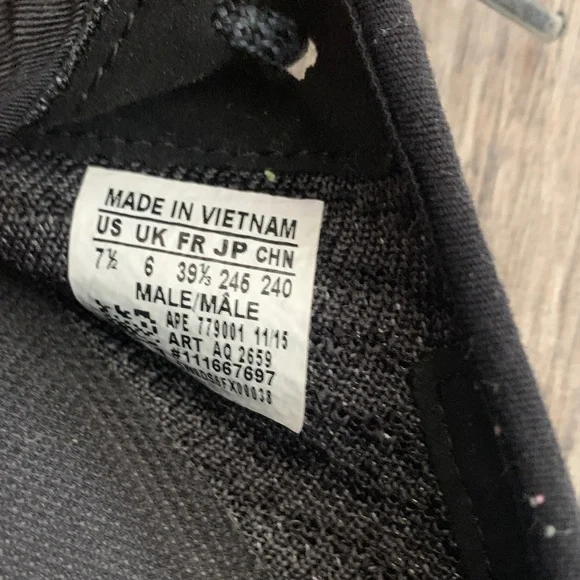 MADE IN VIETNAM
US UK FR JP CHN
7½ 6 39⅓ 245 240
MALE/MÂLE
APE 779001 11/15
ART AQ 2659
#111667697